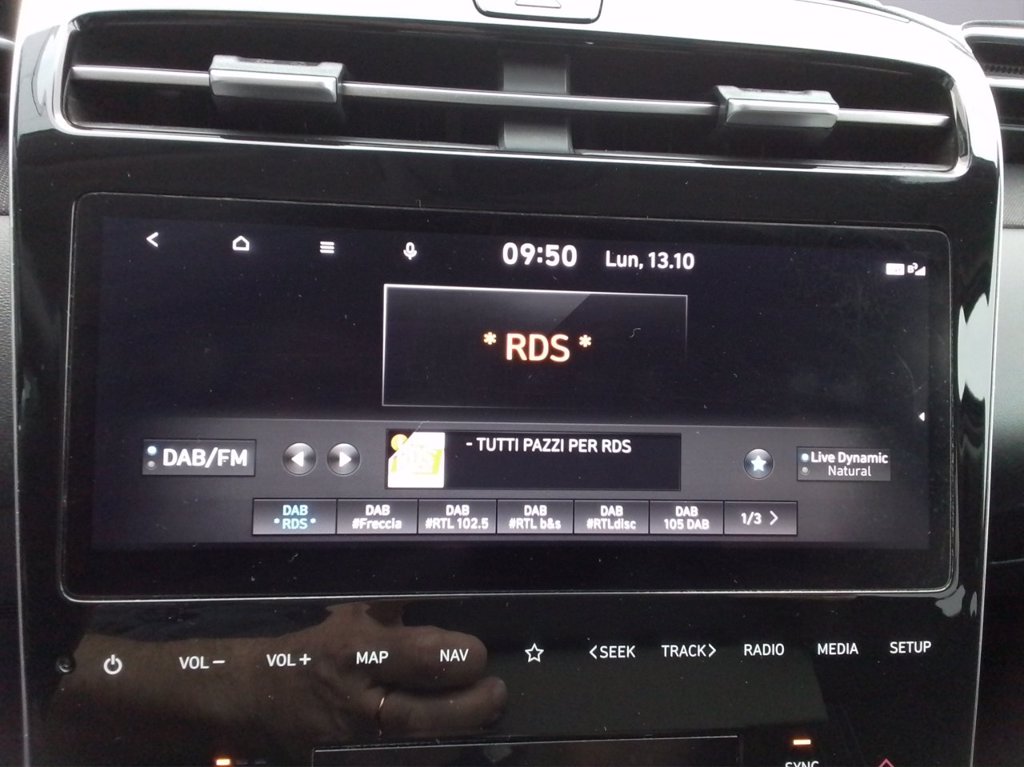 09:50 Lun, 13.10
* RDS *
DAB/FM
- TUTTI PAZZI PER RDS
Live Dynamic
Natural
DAB
*RDS*
DAB
#Freccia
DAB
#RTL 102.5
DAB
#RTL b&s
DAB
#RTLdisc
DAB
105 DAB
1/3 >
VOL − VOL + MAP NAV <SEEK TRACK> RADIO MEDIA SETUP
SYNC